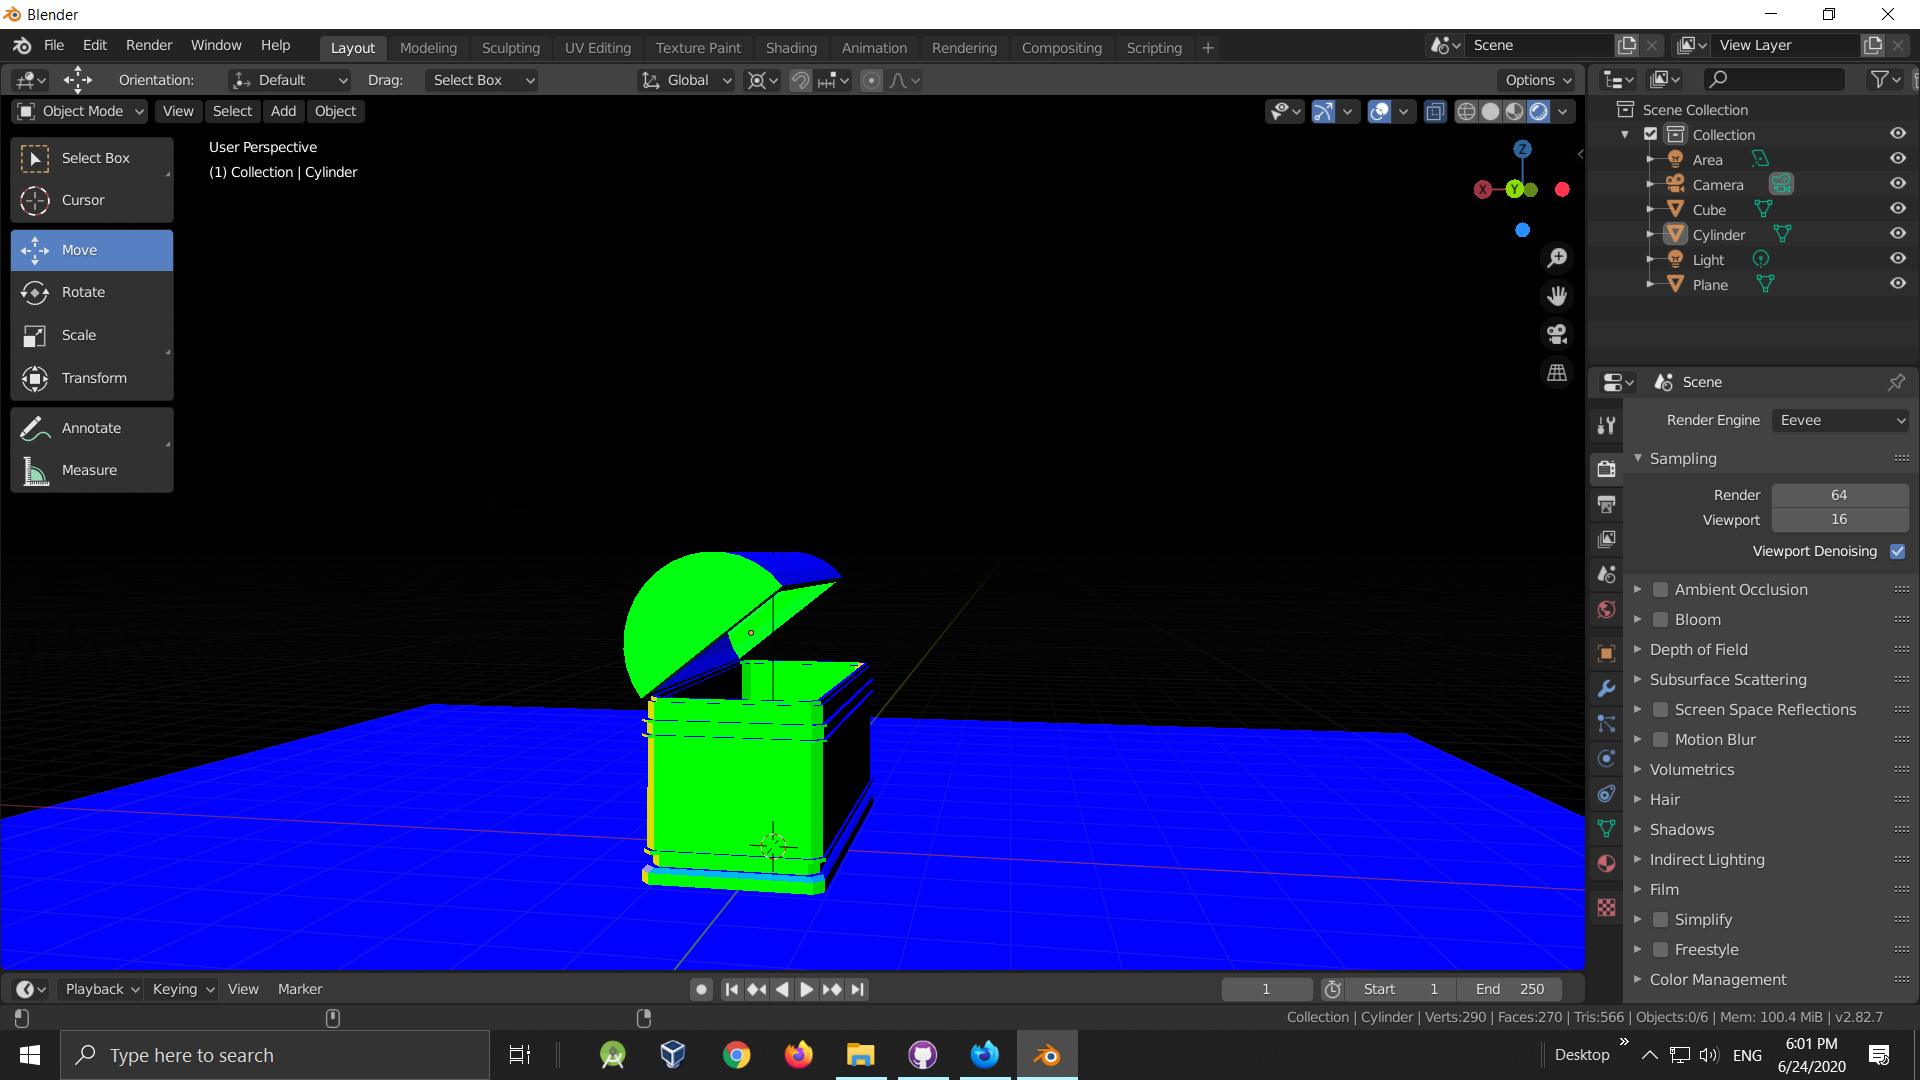 Blender
File Edit Render Window Help Layout Modeling Sculpting UV Editing Texture Paint Shading Animation Rendering Compositing Scripting + Scene View Layer
Orientation: Default Drag: Select Box Global Options
Object Mode View Select Add Object
Scene Collection
Collection
Area
Camera
Cube
Cylinder
Light
Plane
Select Box
Cursor
Move
Rotate
Scale
Transform
Annotate
Measure
User Perspective
(1) Collection | Cylinder
Z
X
Y
Scene
Render Engine Eevee
Sampling
Render 64
Viewport 16
Viewport Denoising
Ambient Occlusion
Bloom
Depth of Field
Subsurface Scattering
Screen Space Reflections
Motion Blur
Volumetrics
Hair
Shadows
Indirect Lighting
Film
Simplify
Freestyle
Color Management
Playback Keying View Marker 1 Start 1 End 250
Collection | Cylinder | Verts:290 | Faces:270 | Tris:566 | Objects:0/6 | Mem: 100.4 MiB | v2.82.7
Type here to search
Desktop » ENG
6:01 PM
6/24/2020